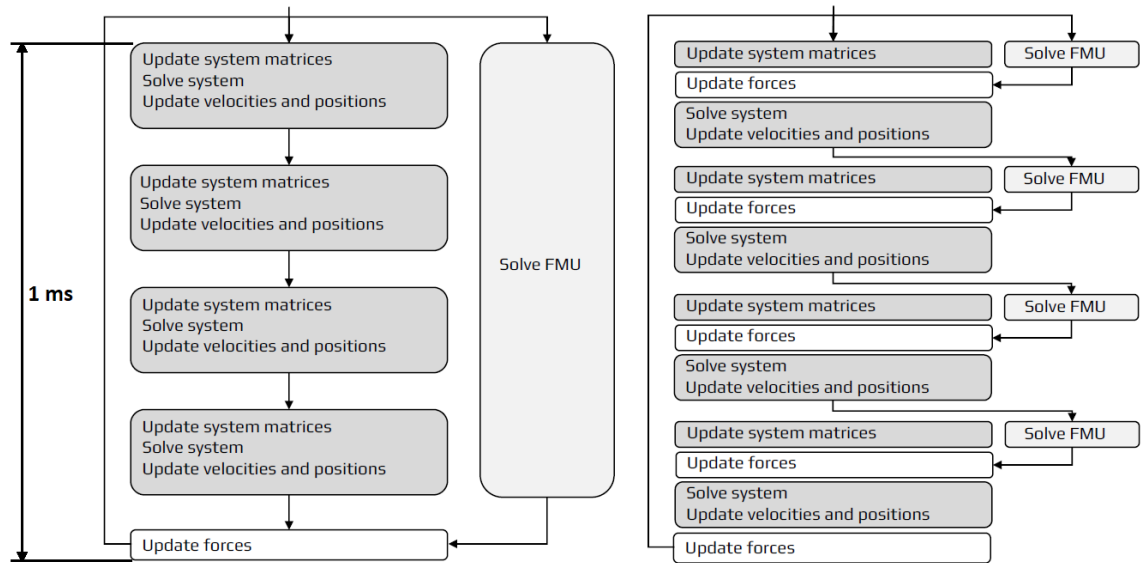 1 ms
Update system matrices
Solve system
Update velocities and positions
Update system matrices
Solve system
Update velocities and positions
Update system matrices
Solve system
Update velocities and positions
Update system matrices
Solve system
Update velocities and positions
Update forces
Solve FMU
Update system matrices
Solve FMU
Update forces
Solve system
Update velocities and positions
Update system matrices
Solve FMU
Update forces
Solve system
Update velocities and positions
Update system matrices
Solve FMU
Update forces
Solve system
Update velocities and positions
Update system matrices
Solve FMU
Update forces
Solve system
Update velocities and positions
Update forces